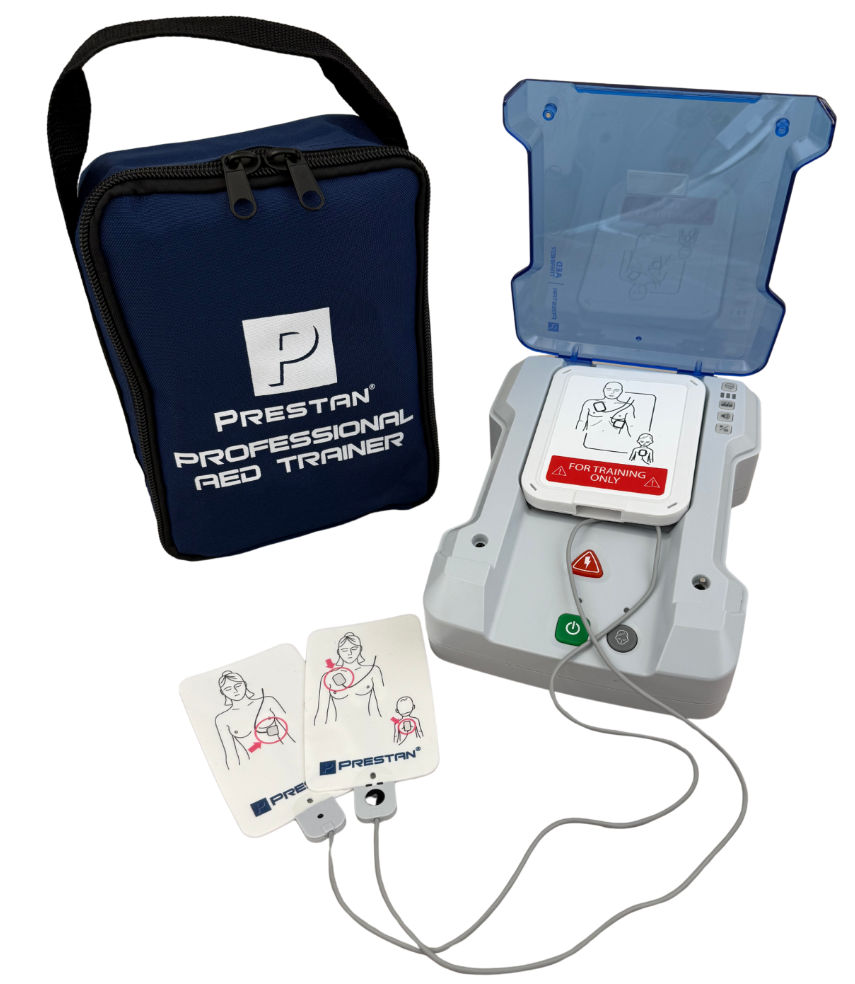 P
PRESTAN®
PROFESSIONAL
AED TRAINER
FOR TRAINING
ONLY
PRESTAN®
PRES